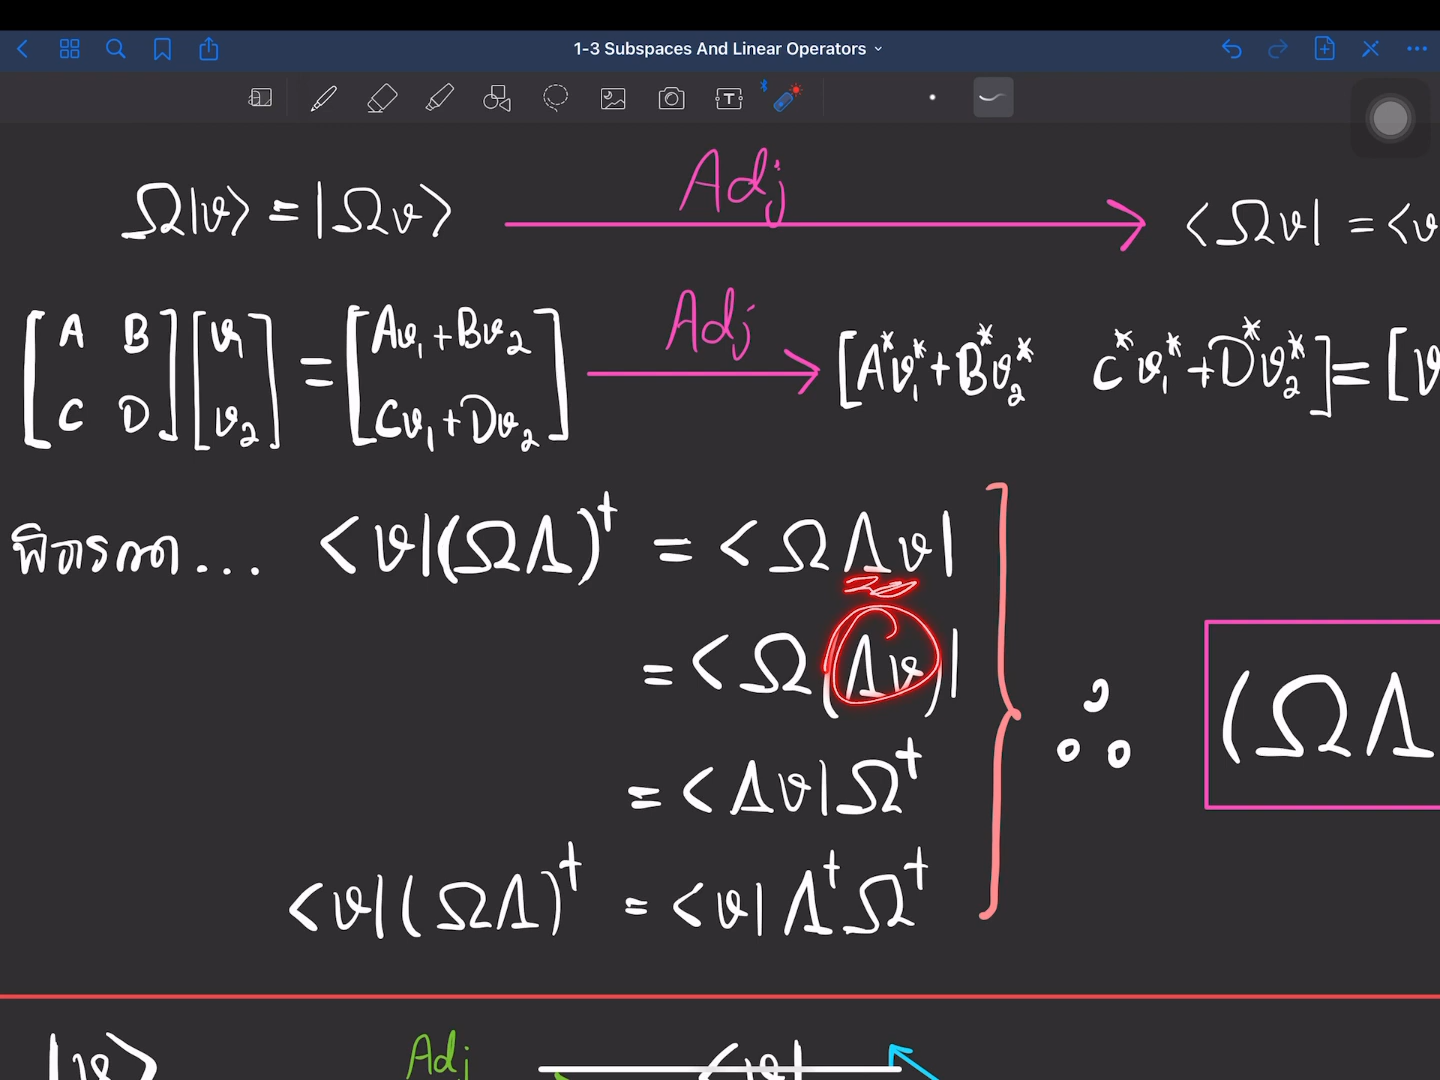 1-3 Subspaces And Linear Operators
Ω|v⟩ = |Ωv⟩ Adj ⟨Ωv| = ⟨v
[A B; C D] [v₁; v₂] = [Av₁+Bv₂; Cv₁+Dv₂] Adj [A*v₁*+B*v₂* C*v₁*+D*v₂*] = [v
พิจารณา... <v|(ΩΛ)† = <ΩΛv|
= <Ω(Λv)|
∴ (ΩΛ
= <Λv|Ω†
<v|(ΩΛ)† = <v|Λ†Ω†
|v> Adj <v|